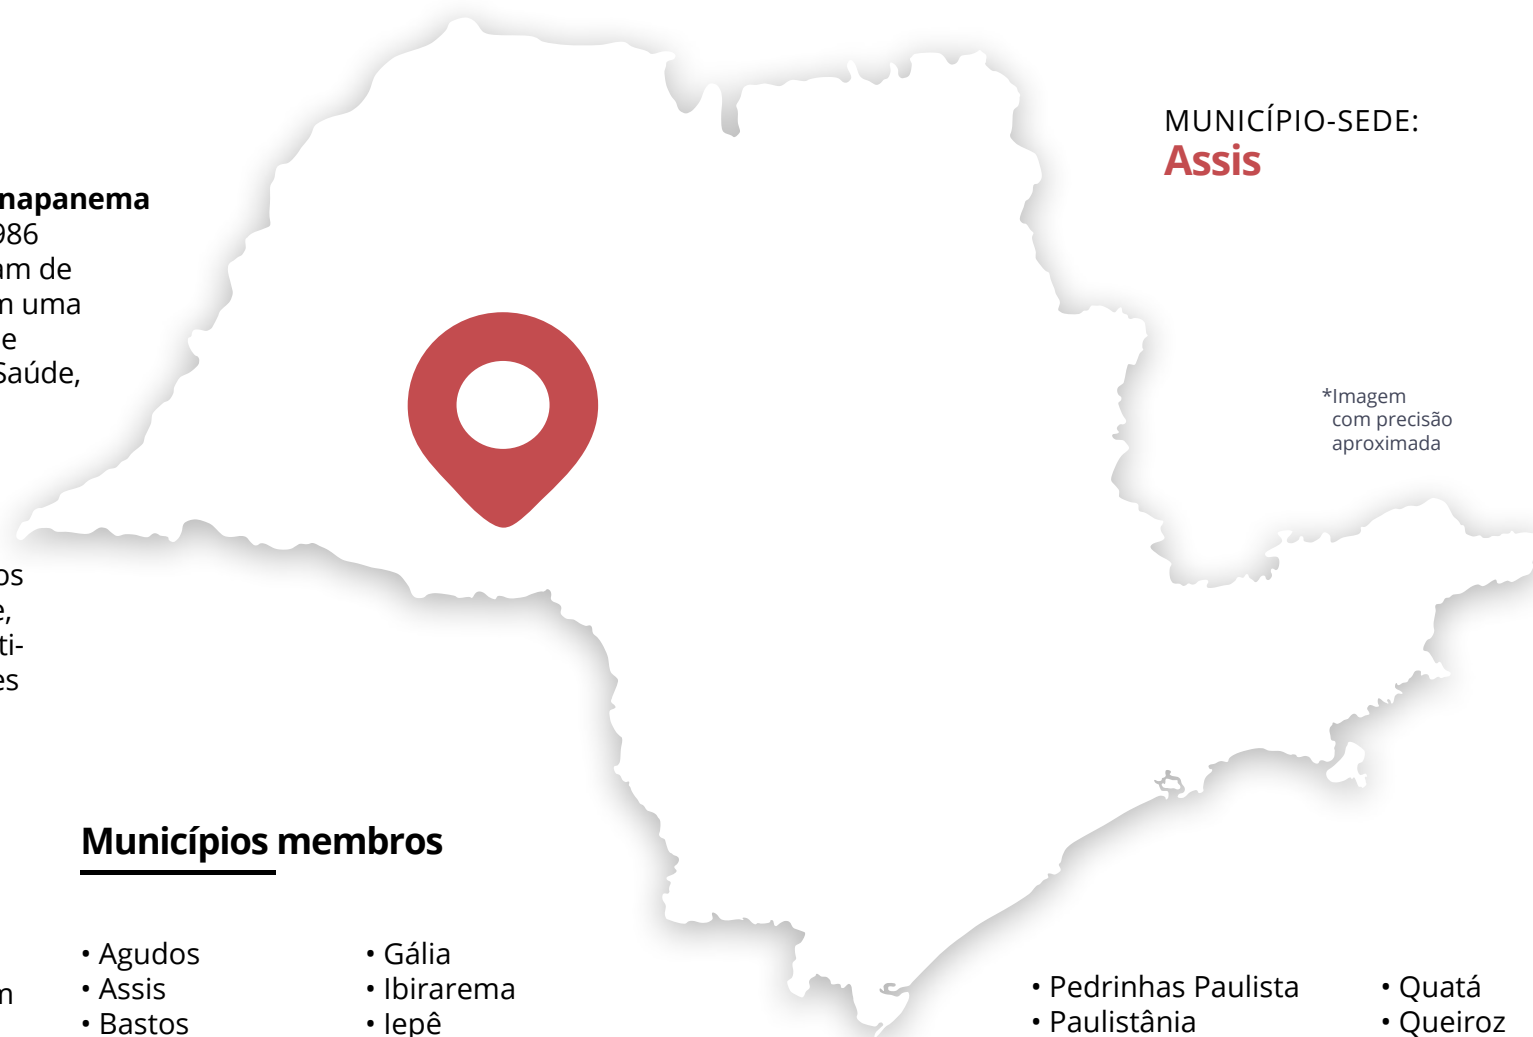 MUNICÍPIO-SEDE:
Assis
napanema
986
am de
m uma
e
Saúde,
*Imagem
com precisão
aproximada
os
e,
ti-
es
m
Municípios membros
• Agudos
• Assis
• Bastos
• Gália
• Ibirarema
• Iepê
• Pedrinhas Paulista
• Paulistânia
• Quatá
• Queiroz